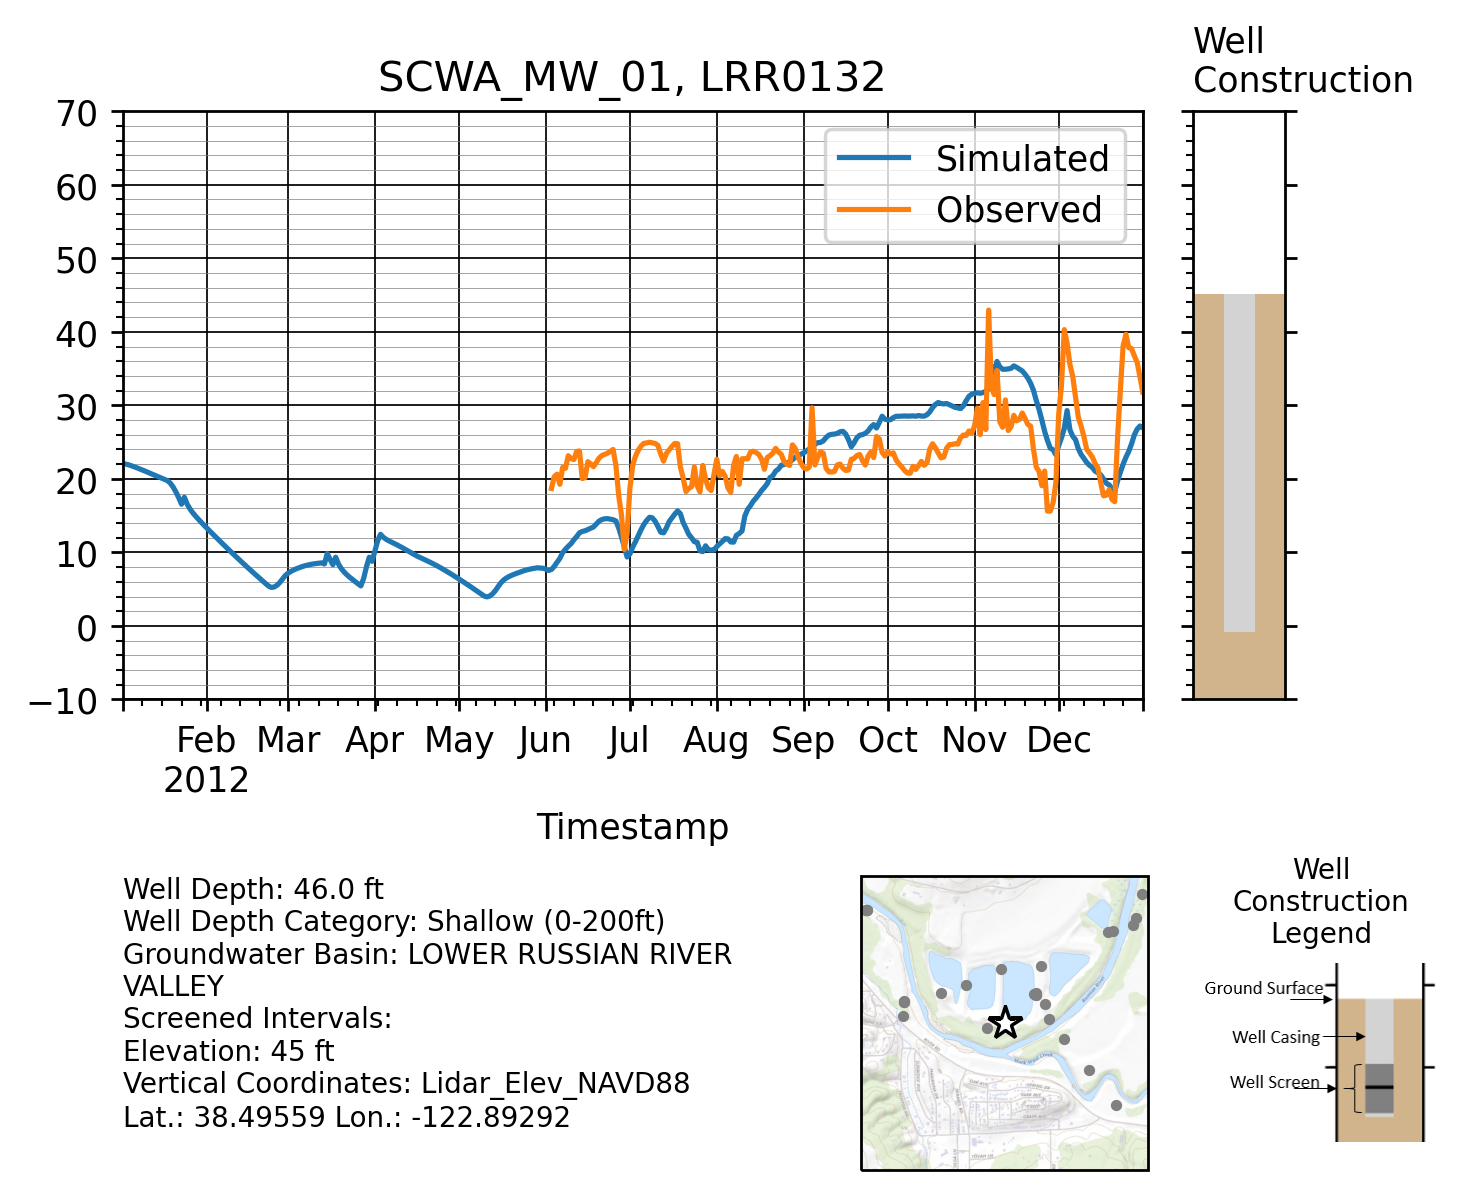 Well
Construction
SCWA_MW_01, LRR0132
70
60
50
40
30
20
10
0
−10
Simulated
Observed
Feb Mar Apr May Jun Jul Aug Sep Oct Nov Dec
2012
Timestamp
Well Depth: 46.0 ft
Well Depth Category: Shallow (0-200ft)
Groundwater Basin: LOWER RUSSIAN RIVER
VALLEY
Screened Intervals:
Elevation: 45 ft
Vertical Coordinates: Lidar_Elev_NAVD88
Lat.: 38.49559 Lon.: -122.89292
Well
Construction
Legend
Ground Surface
Well Casing
Well Screen